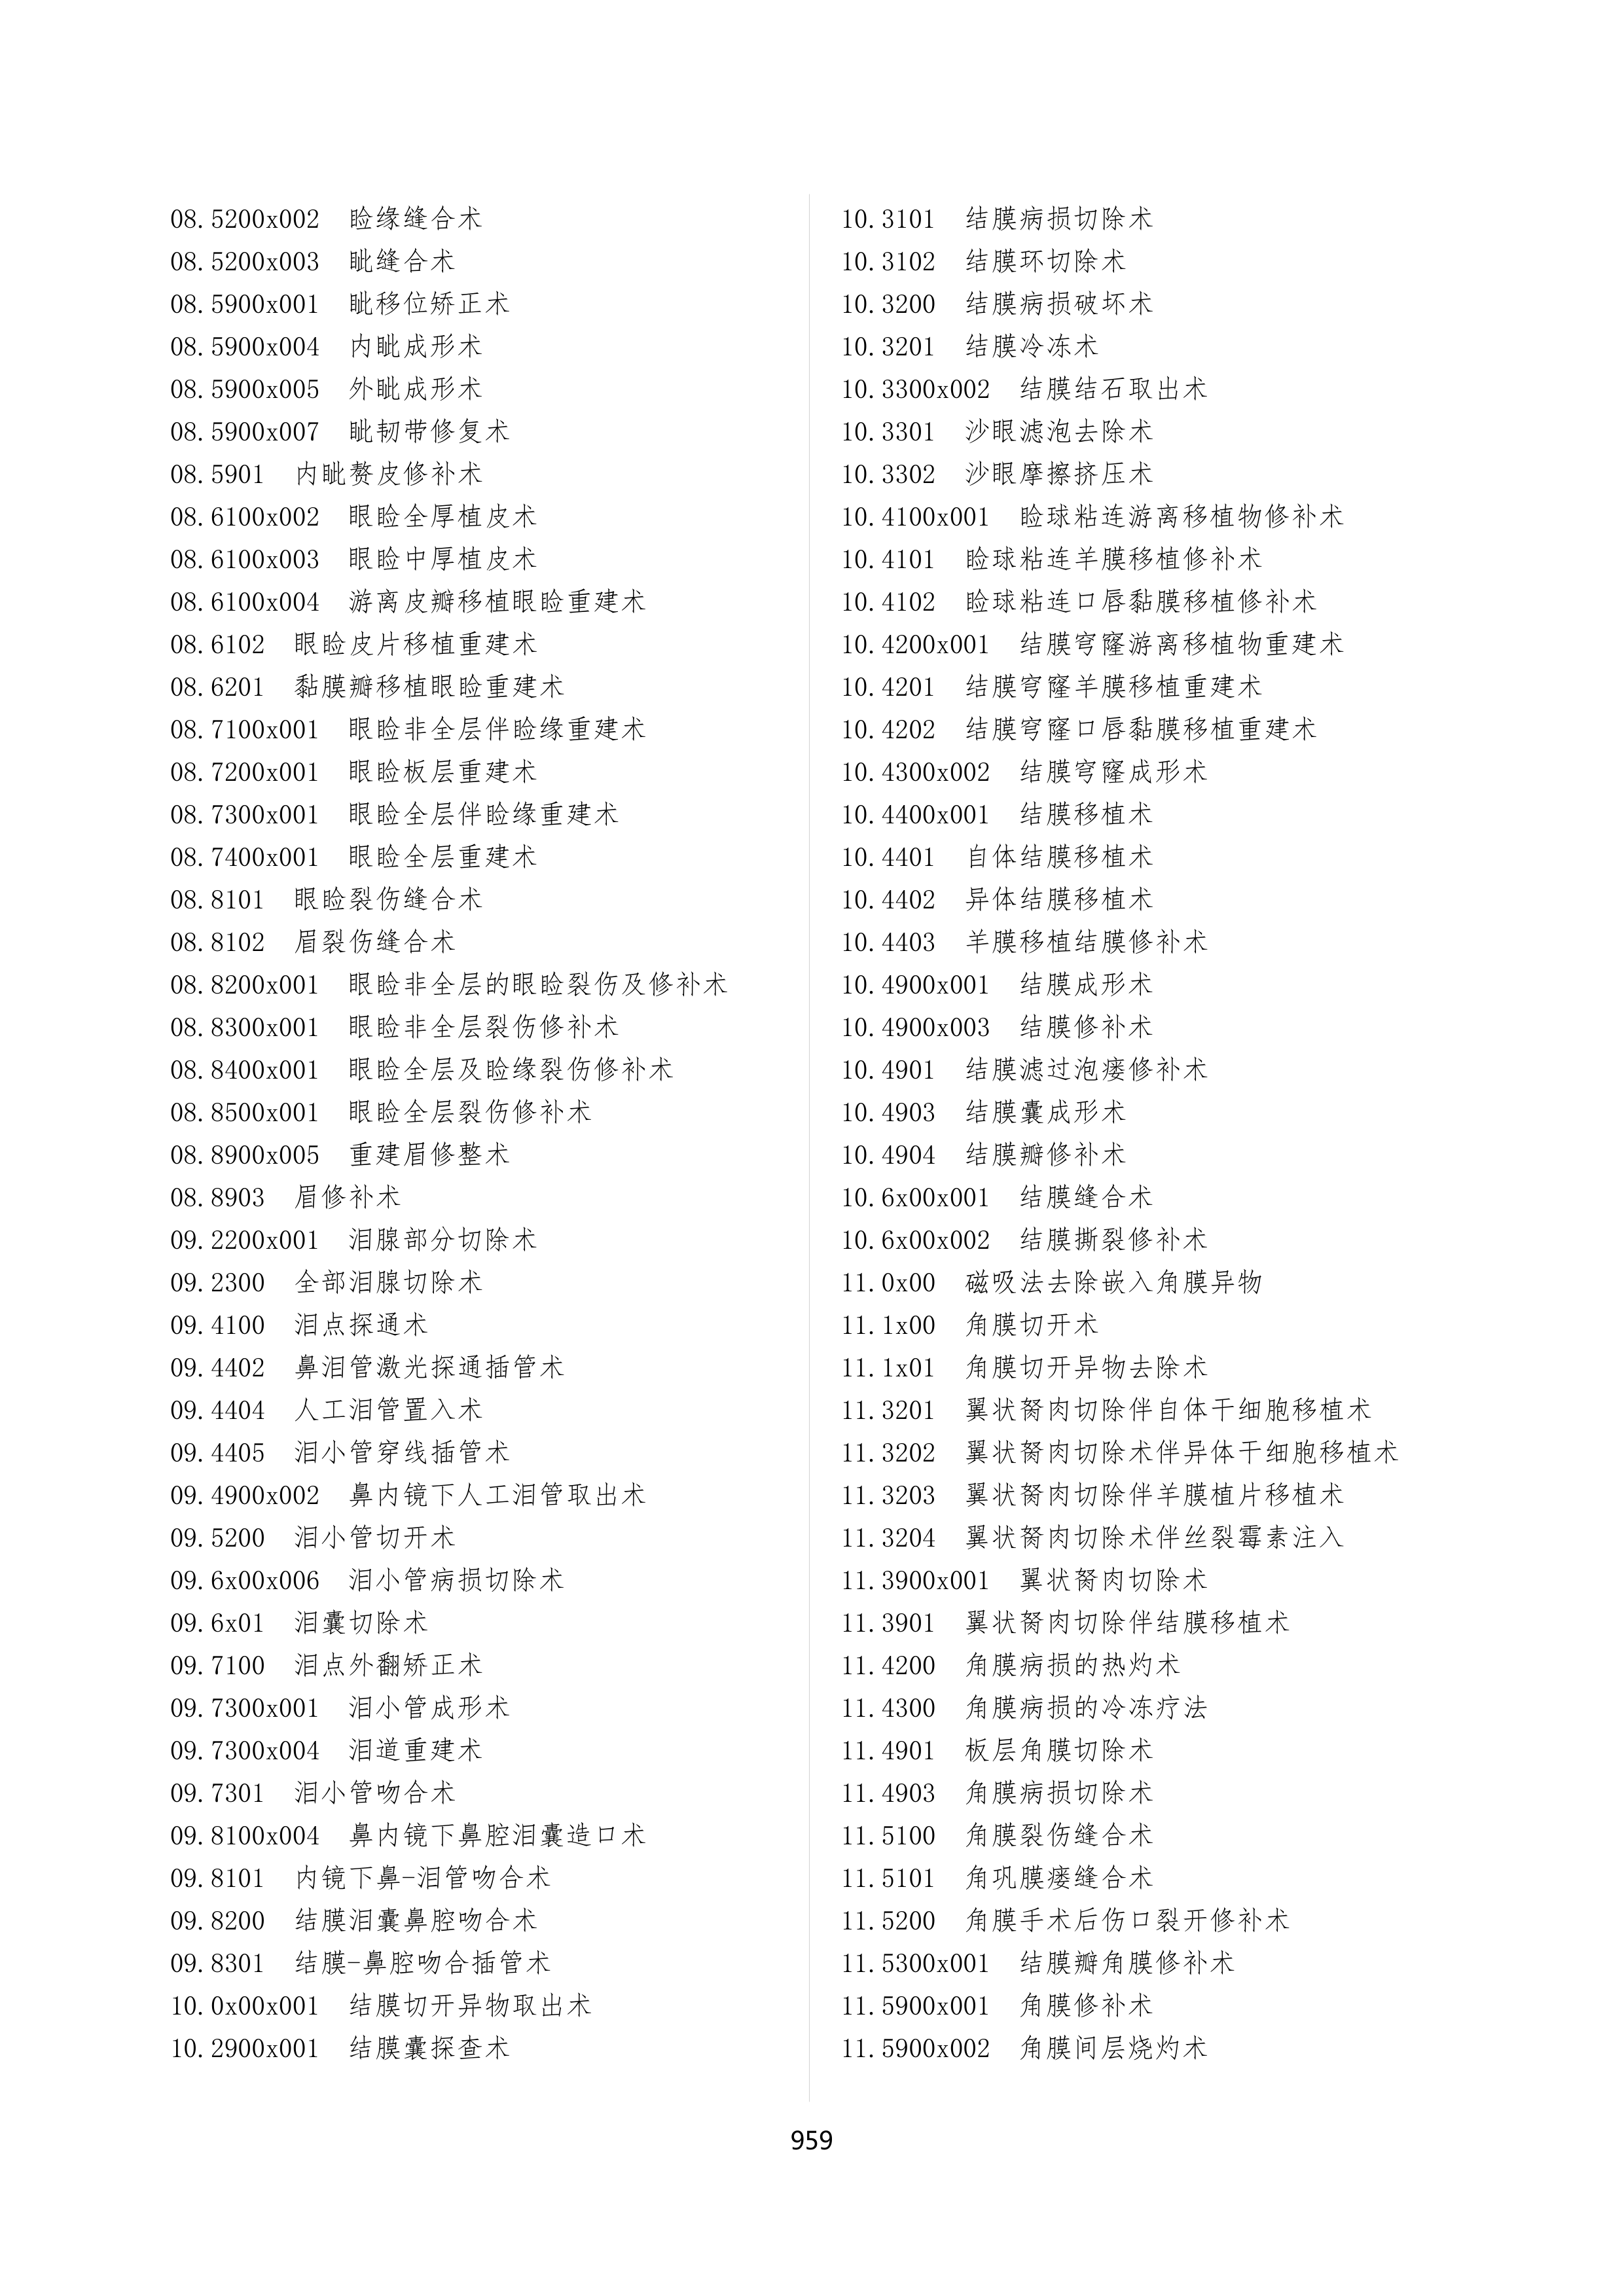 08.5200x002 睑缘缝合术
08.5200x003 眦缝合术
08.5900x001 眦移位矫正术
08.5900x004 内眦成形术
08.5900x005 外眦成形术
08.5900x007 眦韧带修复术
08.5901 内眦赘皮修补术
08.6100x002 眼睑全厚植皮术
08.6100x003 眼睑中厚植皮术
08.6100x004 游离皮瓣移植眼睑重建术
08.6102 眼睑皮片移植重建术
08.6201 黏膜瓣移植眼睑重建术
08.7100x001 眼睑非全层伴睑缘重建术
08.7200x001 眼睑板层重建术
08.7300x001 眼睑全层伴睑缘重建术
08.7400x001 眼睑全层重建术
08.8101 眼睑裂伤缝合术
08.8102 眉裂伤缝合术
08.8200x001 眼睑非全层的眼睑裂伤及修补术
08.8300x001 眼睑非全层裂伤修补术
08.8400x001 眼睑全层及睑缘裂伤修补术
08.8500x001 眼睑全层裂伤修补术
08.8900x005 重建眉修整术
08.8903 眉修补术
09.2200x001 泪腺部分切除术
09.2300 全部泪腺切除术
09.4100 泪点探通术
09.4402 鼻泪管激光探通插管术
09.4404 人工泪管置入术
09.4405 泪小管穿线插管术
09.4900x002 鼻内镜下人工泪管取出术
09.5200 泪小管切开术
09.6x00x006 泪小管病损切除术
09.6x01 泪囊切除术
09.7100 泪点外翻矫正术
09.7300x001 泪小管成形术
09.7300x004 泪道重建术
09.7301 泪小管吻合术
09.8100x004 鼻内镜下鼻腔泪囊造口术
09.8101 内镜下鼻-泪管吻合术
09.8200 结膜泪囊鼻腔吻合术
09.8301 结膜-鼻腔吻合插管术
10.0x00x001 结膜切开异物取出术
10.2900x001 结膜囊探查术
10.3101 结膜病损切除术
10.3102 结膜环切除术
10.3200 结膜病损破坏术
10.3201 结膜冷冻术
10.3300x002 结膜结石取出术
10.3301 沙眼滤泡去除术
10.3302 沙眼摩擦挤压术
10.4100x001 睑球粘连游离移植物修补术
10.4101 睑球粘连羊膜移植修补术
10.4102 睑球粘连口唇黏膜移植修补术
10.4200x001 结膜穹窿游离移植物重建术
10.4201 结膜穹窿羊膜移植重建术
10.4202 结膜穹窿口唇黏膜移植重建术
10.4300x002 结膜穹窿成形术
10.4400x001 结膜移植术
10.4401 自体结膜移植术
10.4402 异体结膜移植术
10.4403 羊膜移植结膜修补术
10.4900x001 结膜成形术
10.4900x003 结膜修补术
10.4901 结膜滤过泡瘘修补术
10.4903 结膜囊成形术
10.4904 结膜瓣修补术
10.6x00x001 结膜缝合术
10.6x00x002 结膜撕裂修补术
11.0x00 磁吸法去除嵌入角膜异物
11.1x00 角膜切开术
11.1x01 角膜切开异物去除术
11.3201 翼状胬肉切除伴自体干细胞移植术
11.3202 翼状胬肉切除术伴异体干细胞移植术
11.3203 翼状胬肉切除伴羊膜植片移植术
11.3204 翼状胬肉切除术伴丝裂霉素注入
11.3900x001 翼状胬肉切除术
11.3901 翼状胬肉切除伴结膜移植术
11.4200 角膜病损的热灼术
11.4300 角膜病损的冷冻疗法
11.4901 板层角膜切除术
11.4903 角膜病损切除术
11.5100 角膜裂伤缝合术
11.5101 角巩膜瘘缝合术
11.5200 角膜手术后伤口裂开修补术
11.5300x001 结膜瓣角膜修补术
11.5900x001 角膜修补术
11.5900x002 角膜间层烧灼术
959